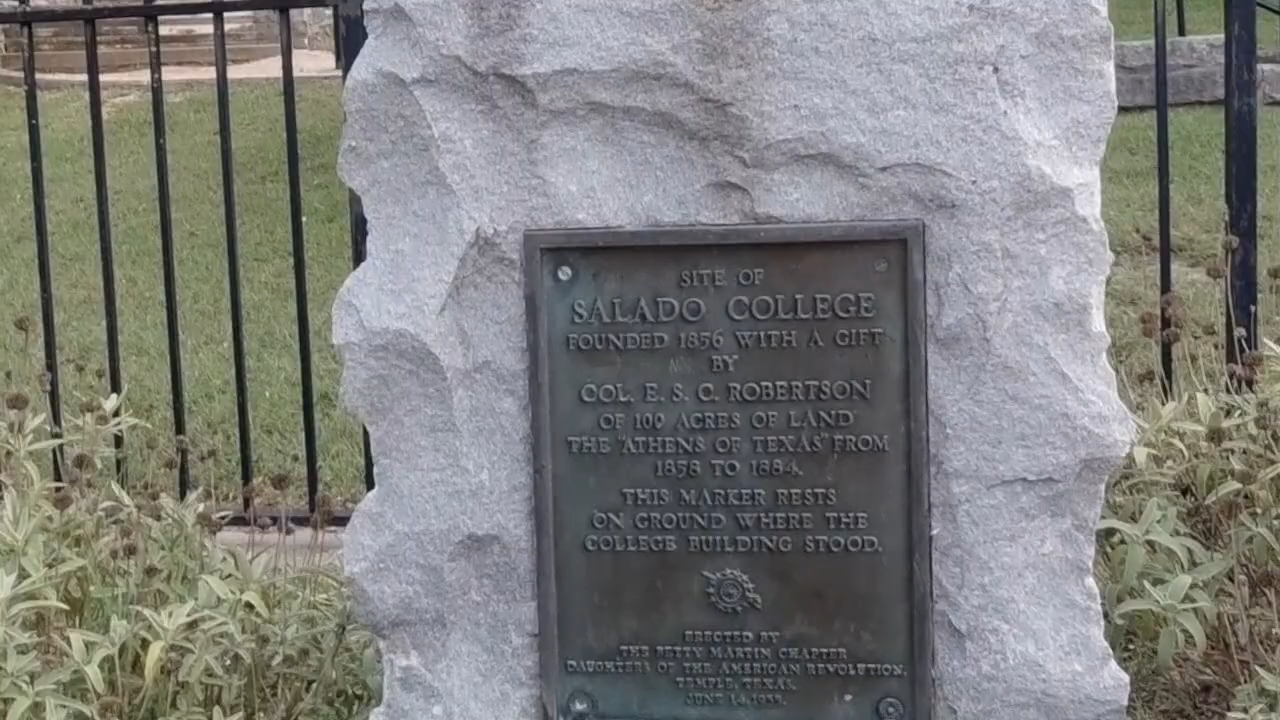 SITE OF
SALADO COLLEGE
FOUNDED 1856 WITH A GIFT
BY
COL. E. S. C. ROBERTSON
OF 100 ACRES OF LAND
THE "ATHENS OF TEXAS" FROM
1858 TO 1884.
THIS MARKER RESTS
ON GROUND WHERE THE
COLLEGE BUILDING STOOD.
ERECTED BY
THE BETTY MARTIN CHAPTER
DAUGHTERS OF THE AMERICAN REVOLUTION,
TEMPLE, TEXAS,
JUNE 14,